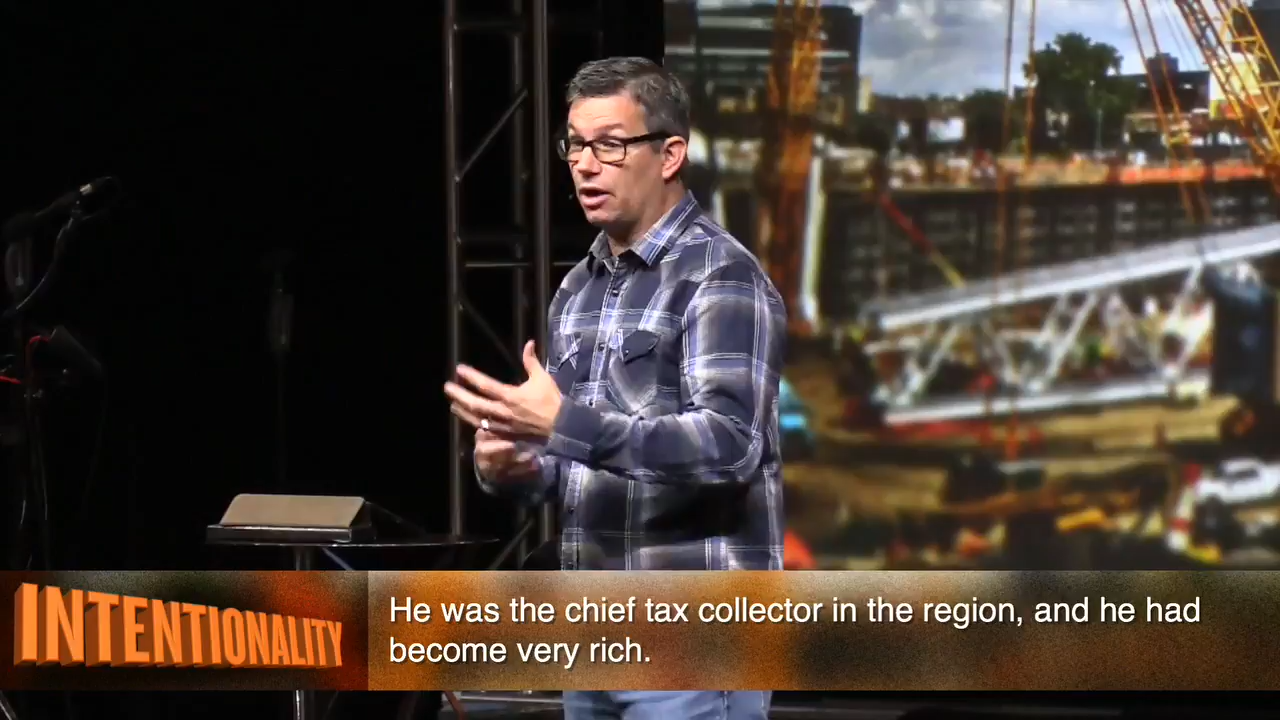 INTENTIONALITY
He was the chief tax collector in the region, and he had
become very rich.